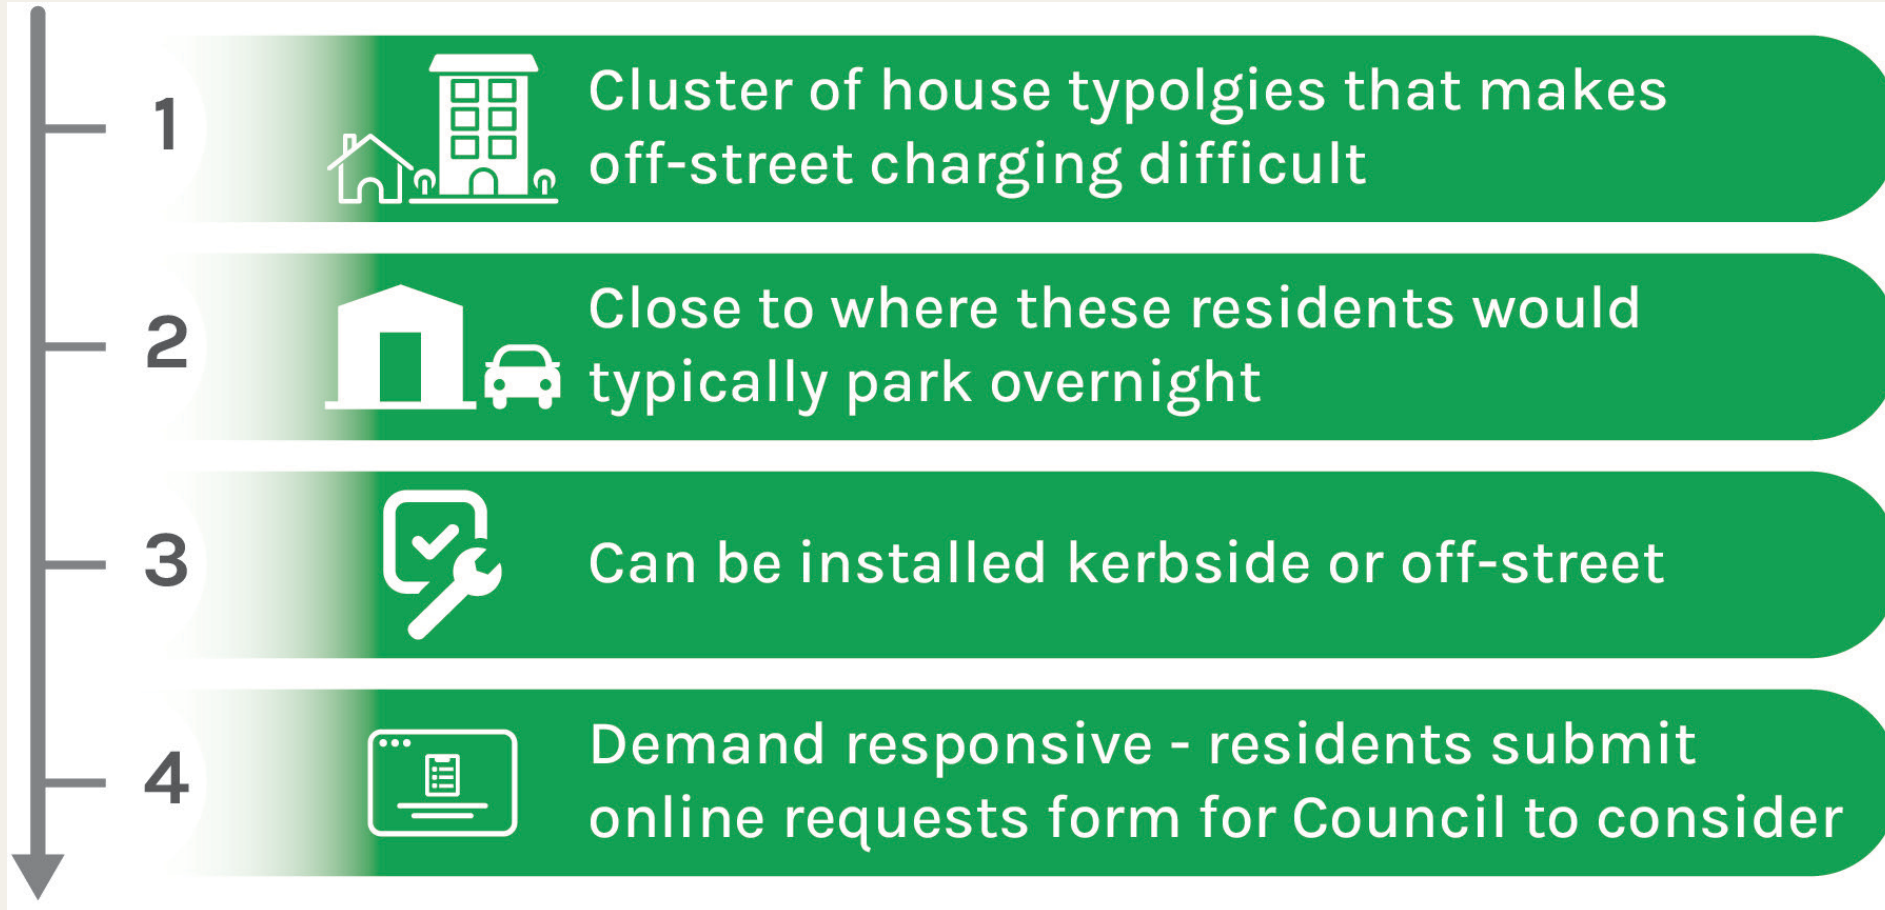 1
Cluster of house typolgies that makes
off-street charging difficult
2
Close to where these residents would
typically park overnight
3
Can be installed kerbside or off-street
4
Demand responsive - residents submit
online requests form for Council to consider